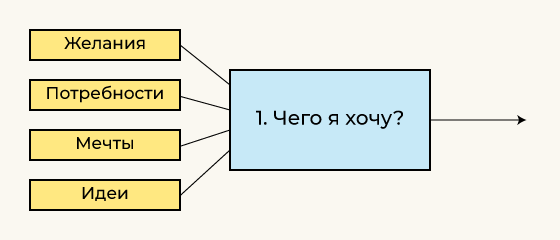 Желания
Потребности
Мечты
Идеи
1. Чего я хочу?